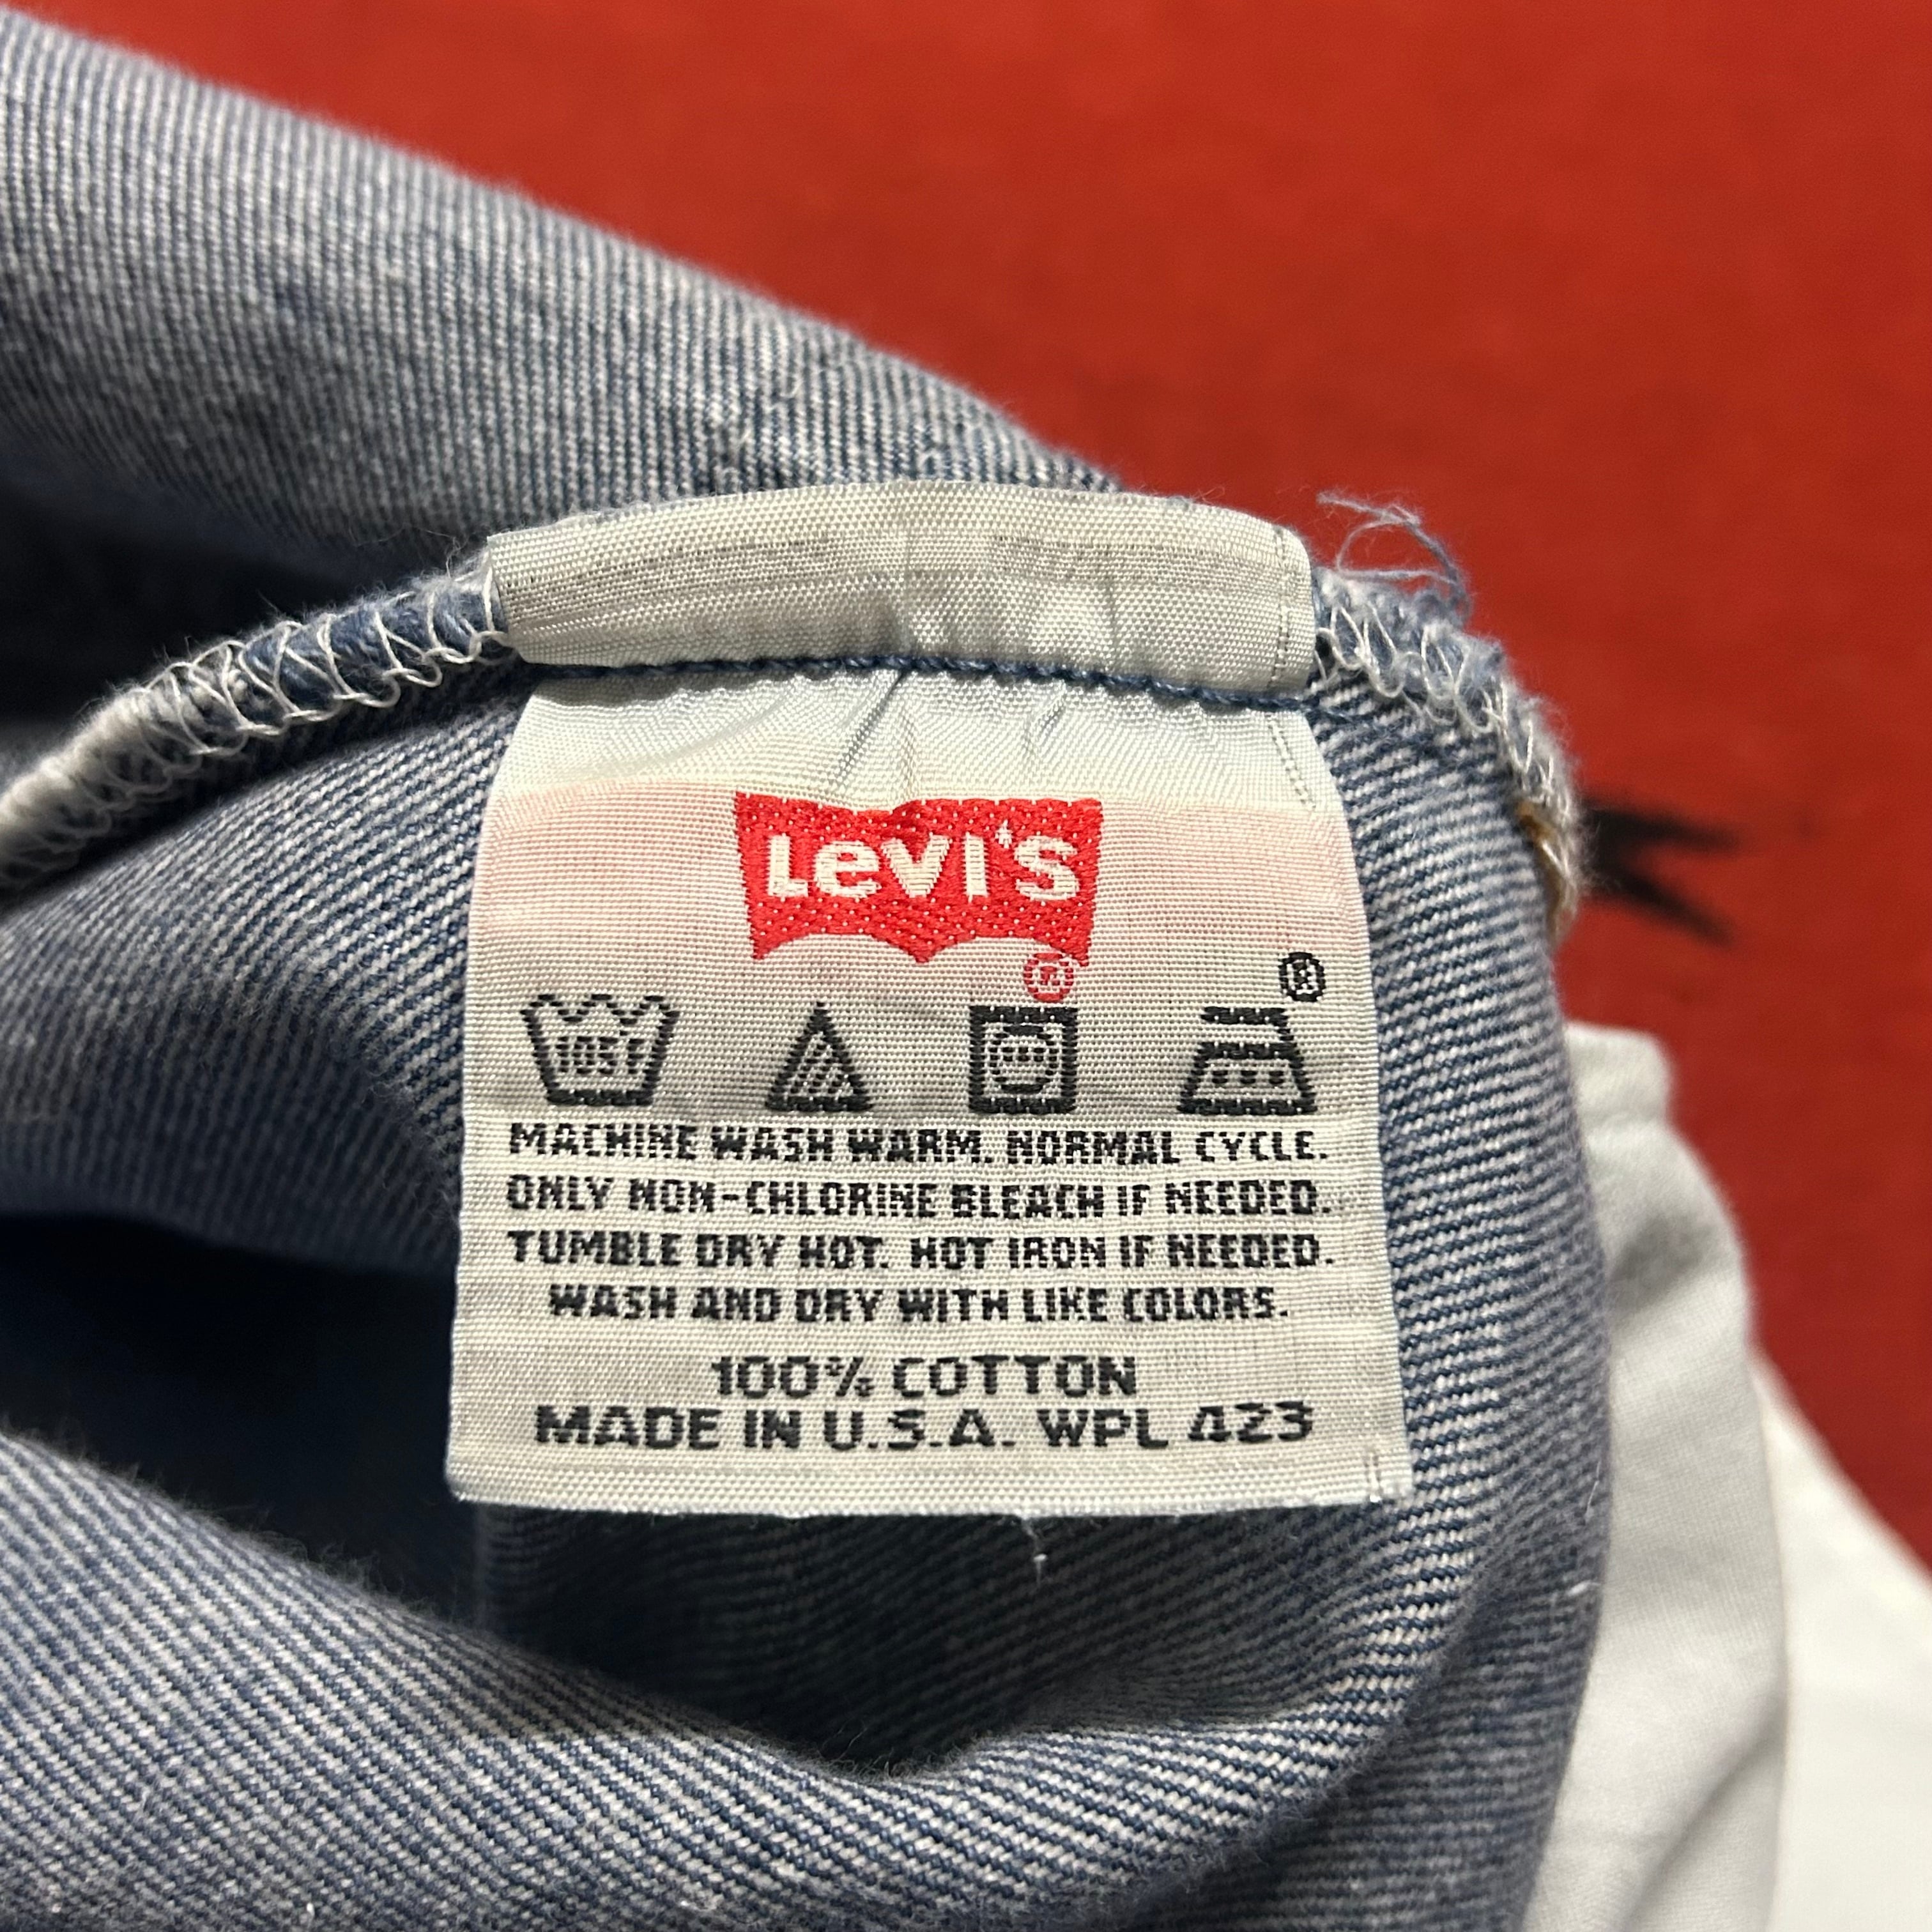 LEVI'S
®
®
105F
MACHINE WASH WARM. NORMAL CYCLE.
ONLY NON-CHLORINE BLEACH IF NEEDED.
TUMBLE DRY HOT. HOT IRON IF NEEDED.
WASH AND DRY WITH LIKE COLORS.
100% COTTON
MADE IN U.S.A. WPL 423